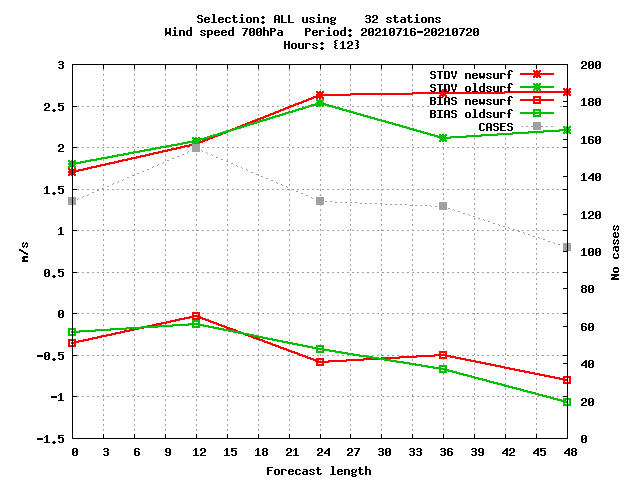 Selection: ALL using    32 stations
Wind speed 700hPa   Period: 20210716-20210720
Hours: {12}
STDV newsurf
STDV oldsurf
BIAS newsurf
BIAS oldsurf
CASES
3
2,5
2
1,5
1
0,5
0
-0,5
-1
-1,5
m/s
200
180
160
140
120
100
80
60
40
20
0
No cases
0 3 6 9 12 15 18 21 24 27 30 33 36 39 42 45 48
Forecast length